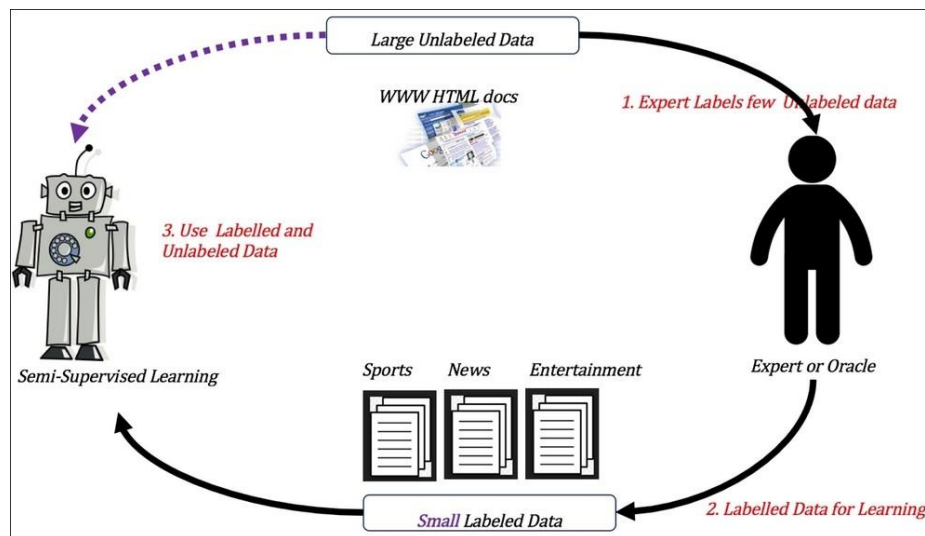 Large Unlabeled Data
WWW HTML docs
1. Expert Labels few Unlabeled data
3. Use Labelled and
Unlabeled Data
Semi-Supervised Learning
Sports
News
Entertainment
Expert or Oracle
Small Labeled Data
2. Labelled Data for Learning